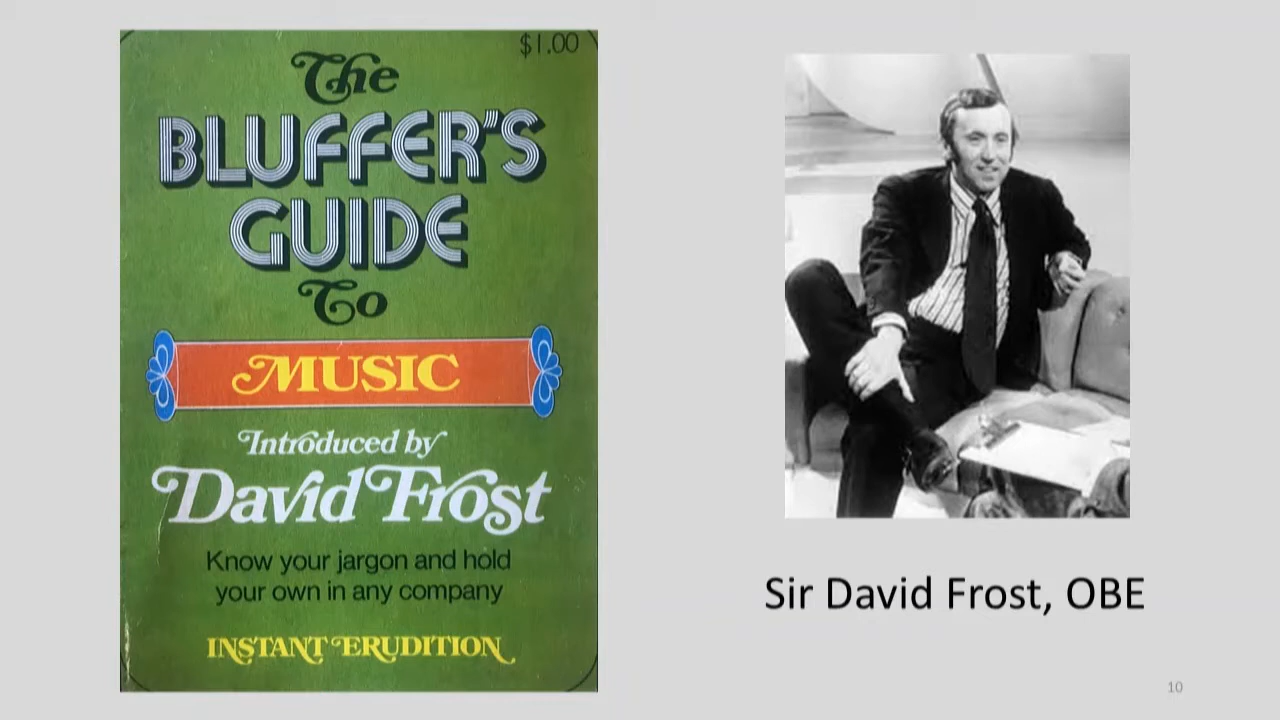 $1.00
The
BLUFFER'S
GUIDE
To
MUSIC
Introduced by
David Frost
Know your jargon and hold
your own in any company
INSTANT ERUDITION
Sir David Frost, OBE
10